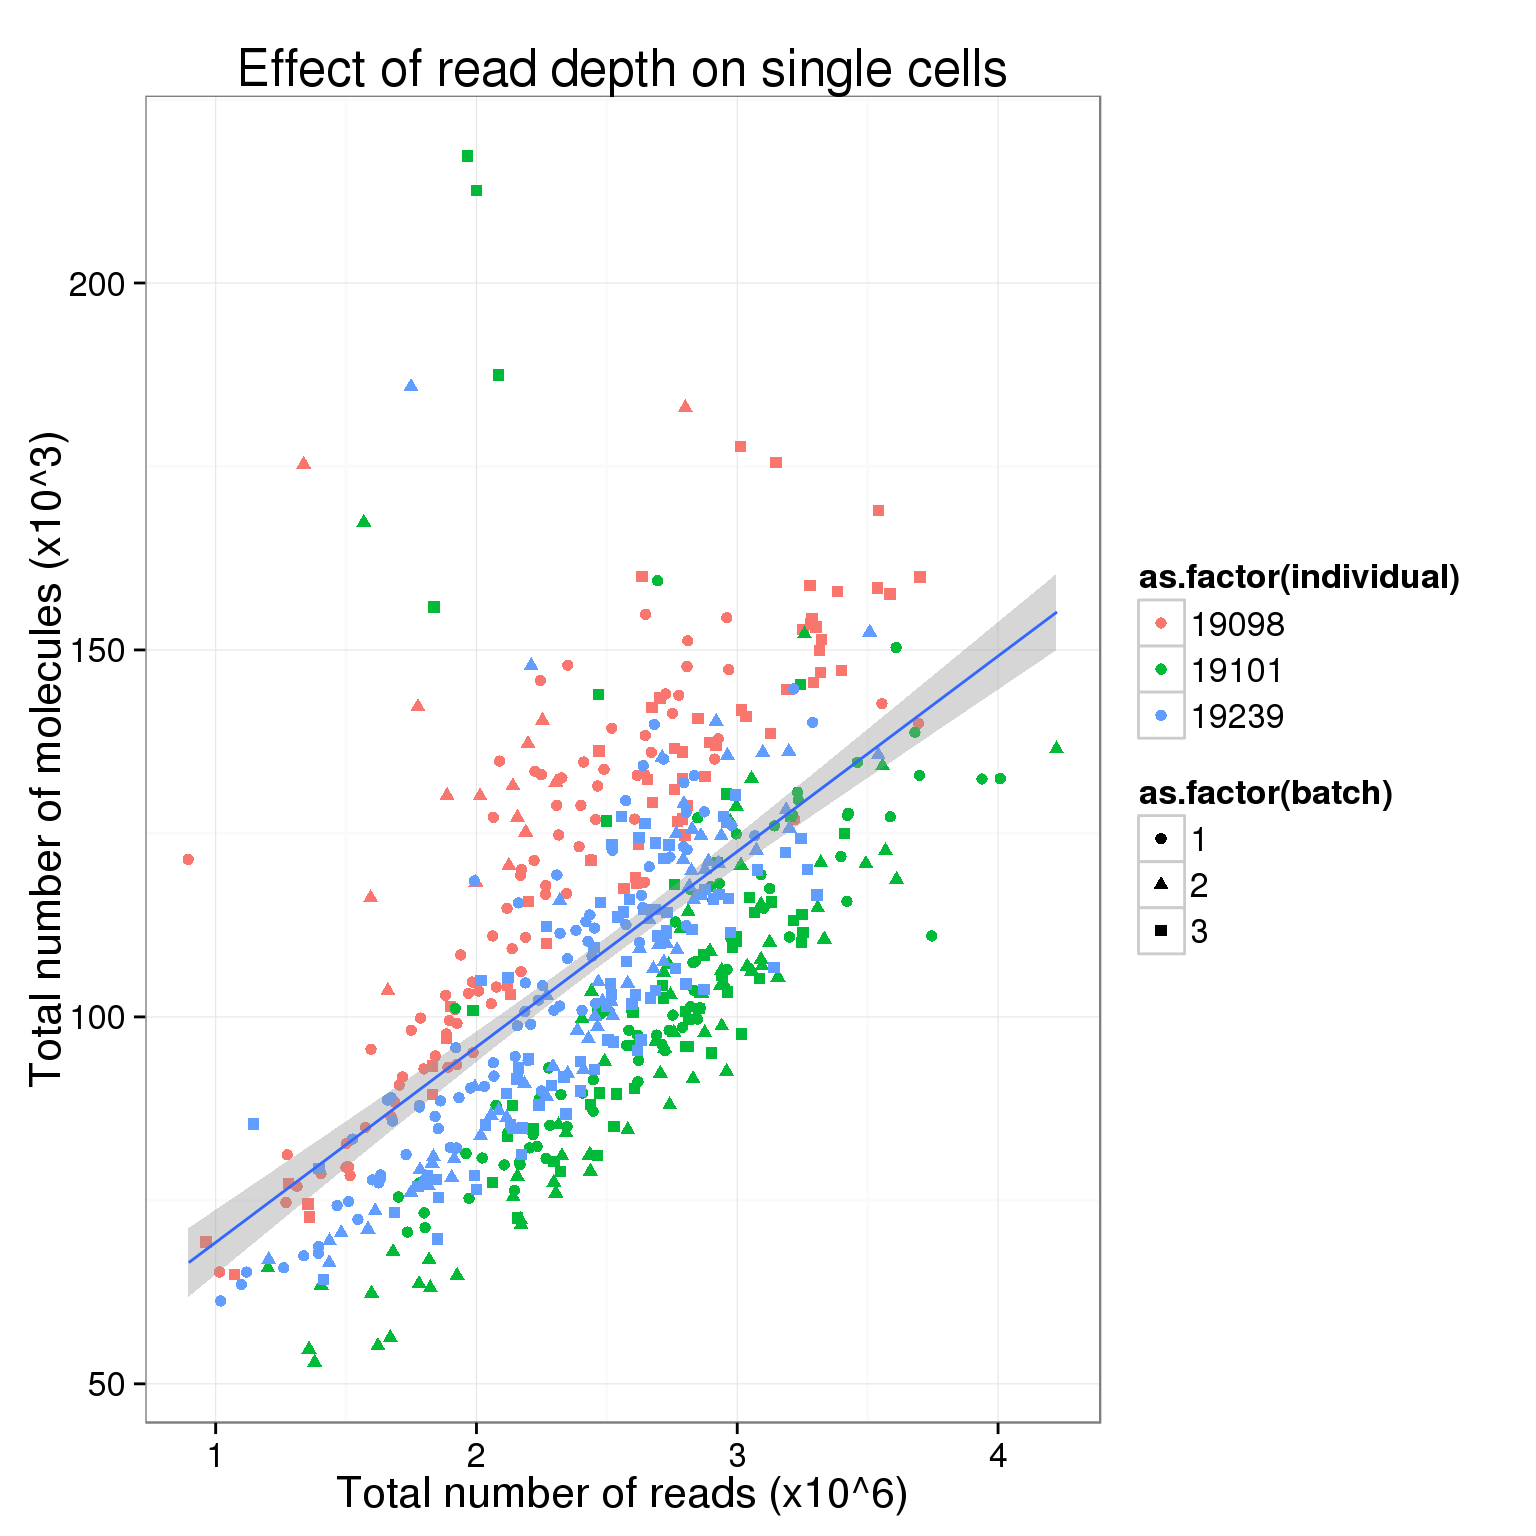 Effect of read depth on single cells
Total number of molecules (x10^3)
200
150
100
50
1
2
3
4
Total number of reads (x10^6)
as.factor(individual)
19098
19101
19239
as.factor(batch)
1
2
3